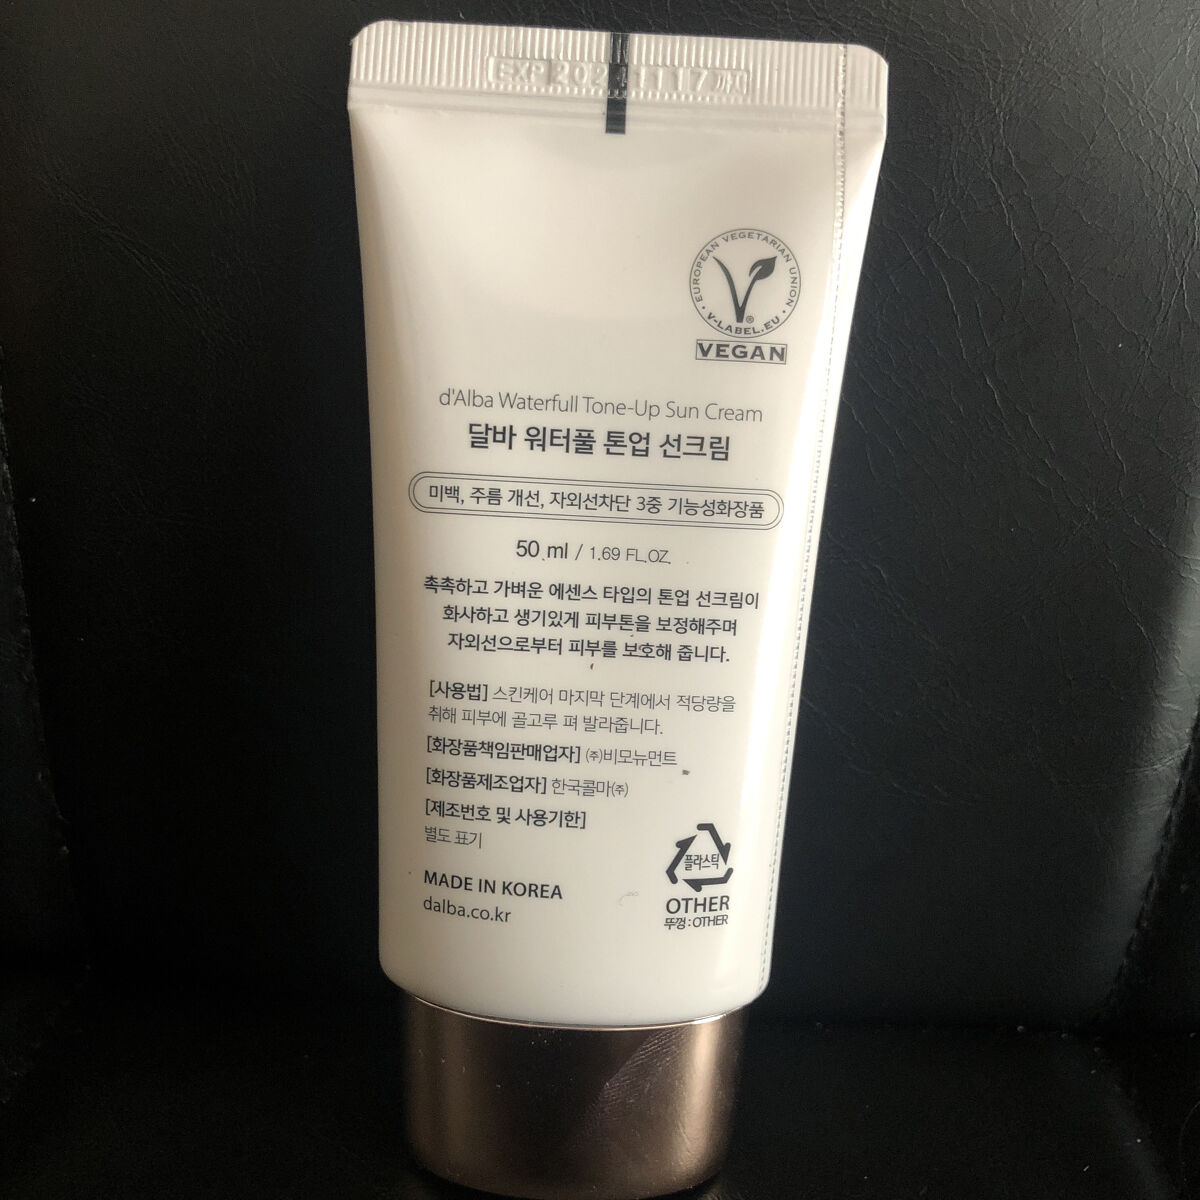 EXP 1117까지
EUROPEAN VEGETARIAN UNION
V-LABEL.EU
®
VEGAN
d'Alba Waterfull Tone-Up Sun Cream
달바 워터풀 톤업 선크림
미백, 주름 개선, 자외선차단 3중 기능성화장품
50 ml / 1.69 FL.OZ.
촉촉하고 가벼운 에센스 타입의 톤업 선크림이
화사하고 생기있게 피부톤을 보정해주며
자외선으로부터 피부를 보호해 줍니다.
[사용법] 스킨케어 마지막 단계에서 적당량을
취해 피부에 골고루 펴 발라줍니다.
[화장품책임판매업자] ㈜비모뉴먼트
[화장품제조업자] 한국콜마㈜
[제조번호 및 사용기한]
별도 표기
MADE IN KOREA
dalba.co.kr
플라스틱
OTHER
뚜껑 : OTHER